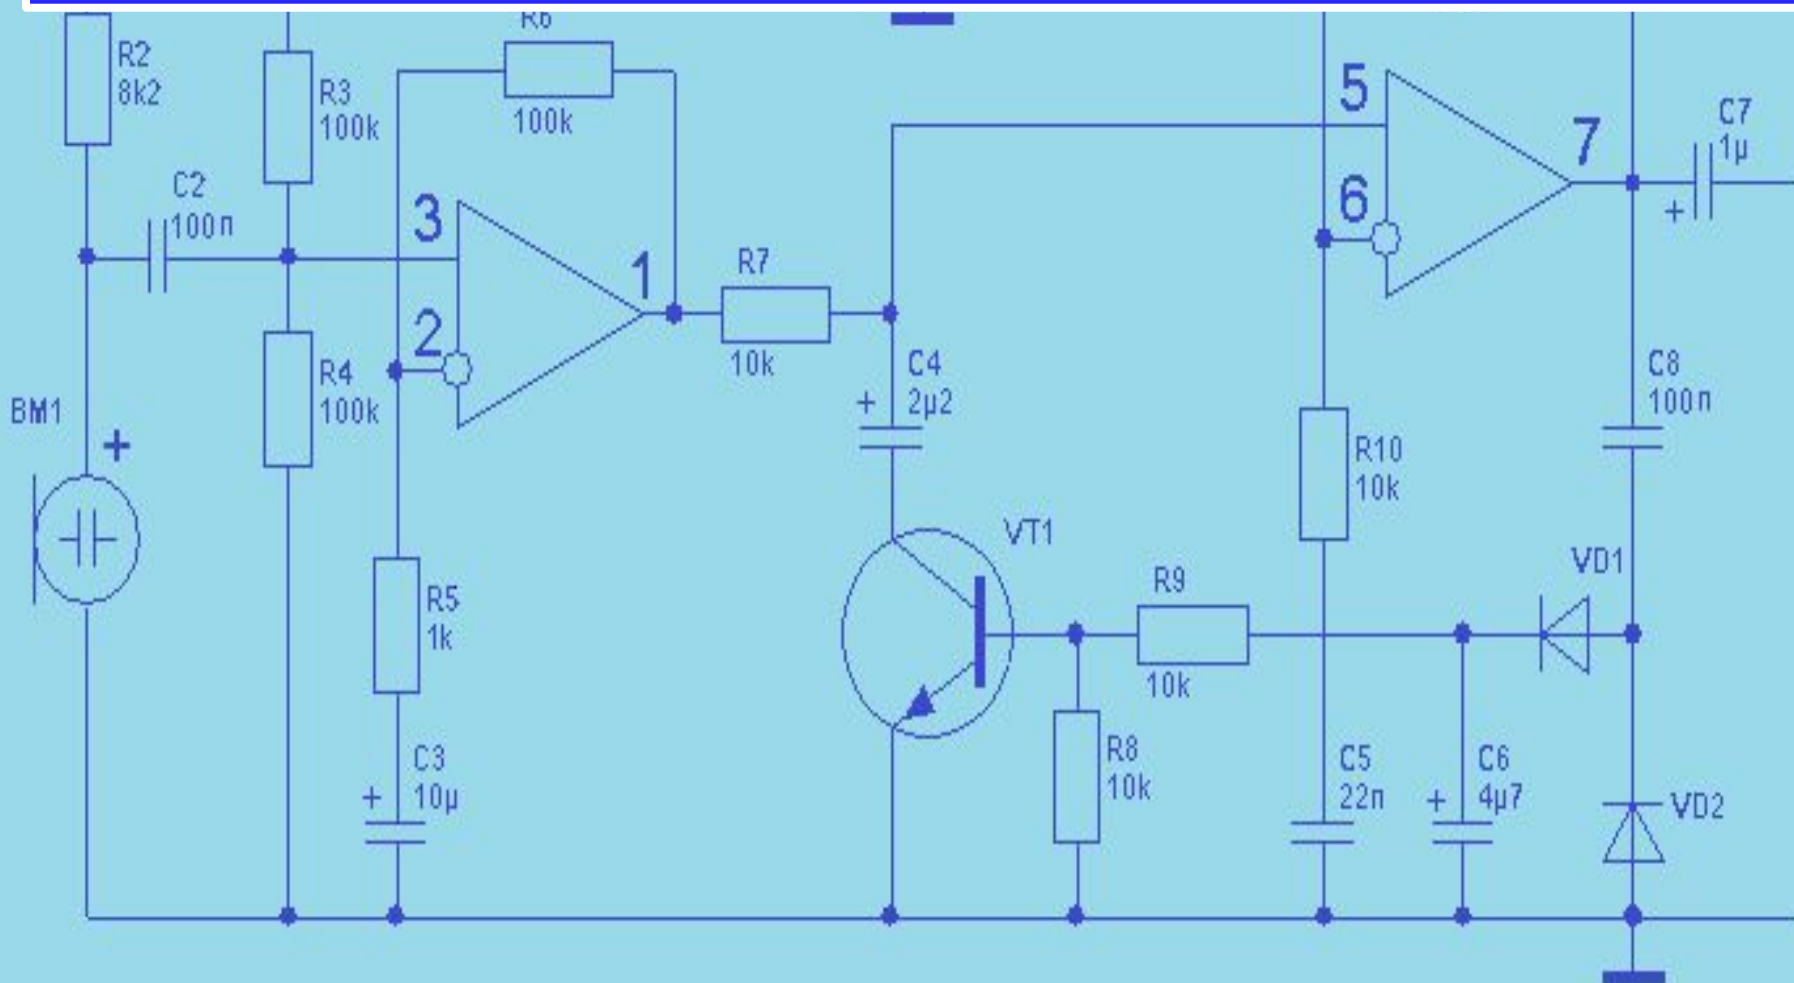 R6
R2
8k2
R3
100k
100k
5
7
C7
1µ
+
C2
100n
3
6
1
R7
10k
2
R4
100k
C4
+ 2µ2
C8
100n
BM1
+
R10
10k
VT1
VD1
R5
1k
R9
10k
C3
+ 10µ
R8
10k
C5
22n
C6
+ 4µ7
VD2